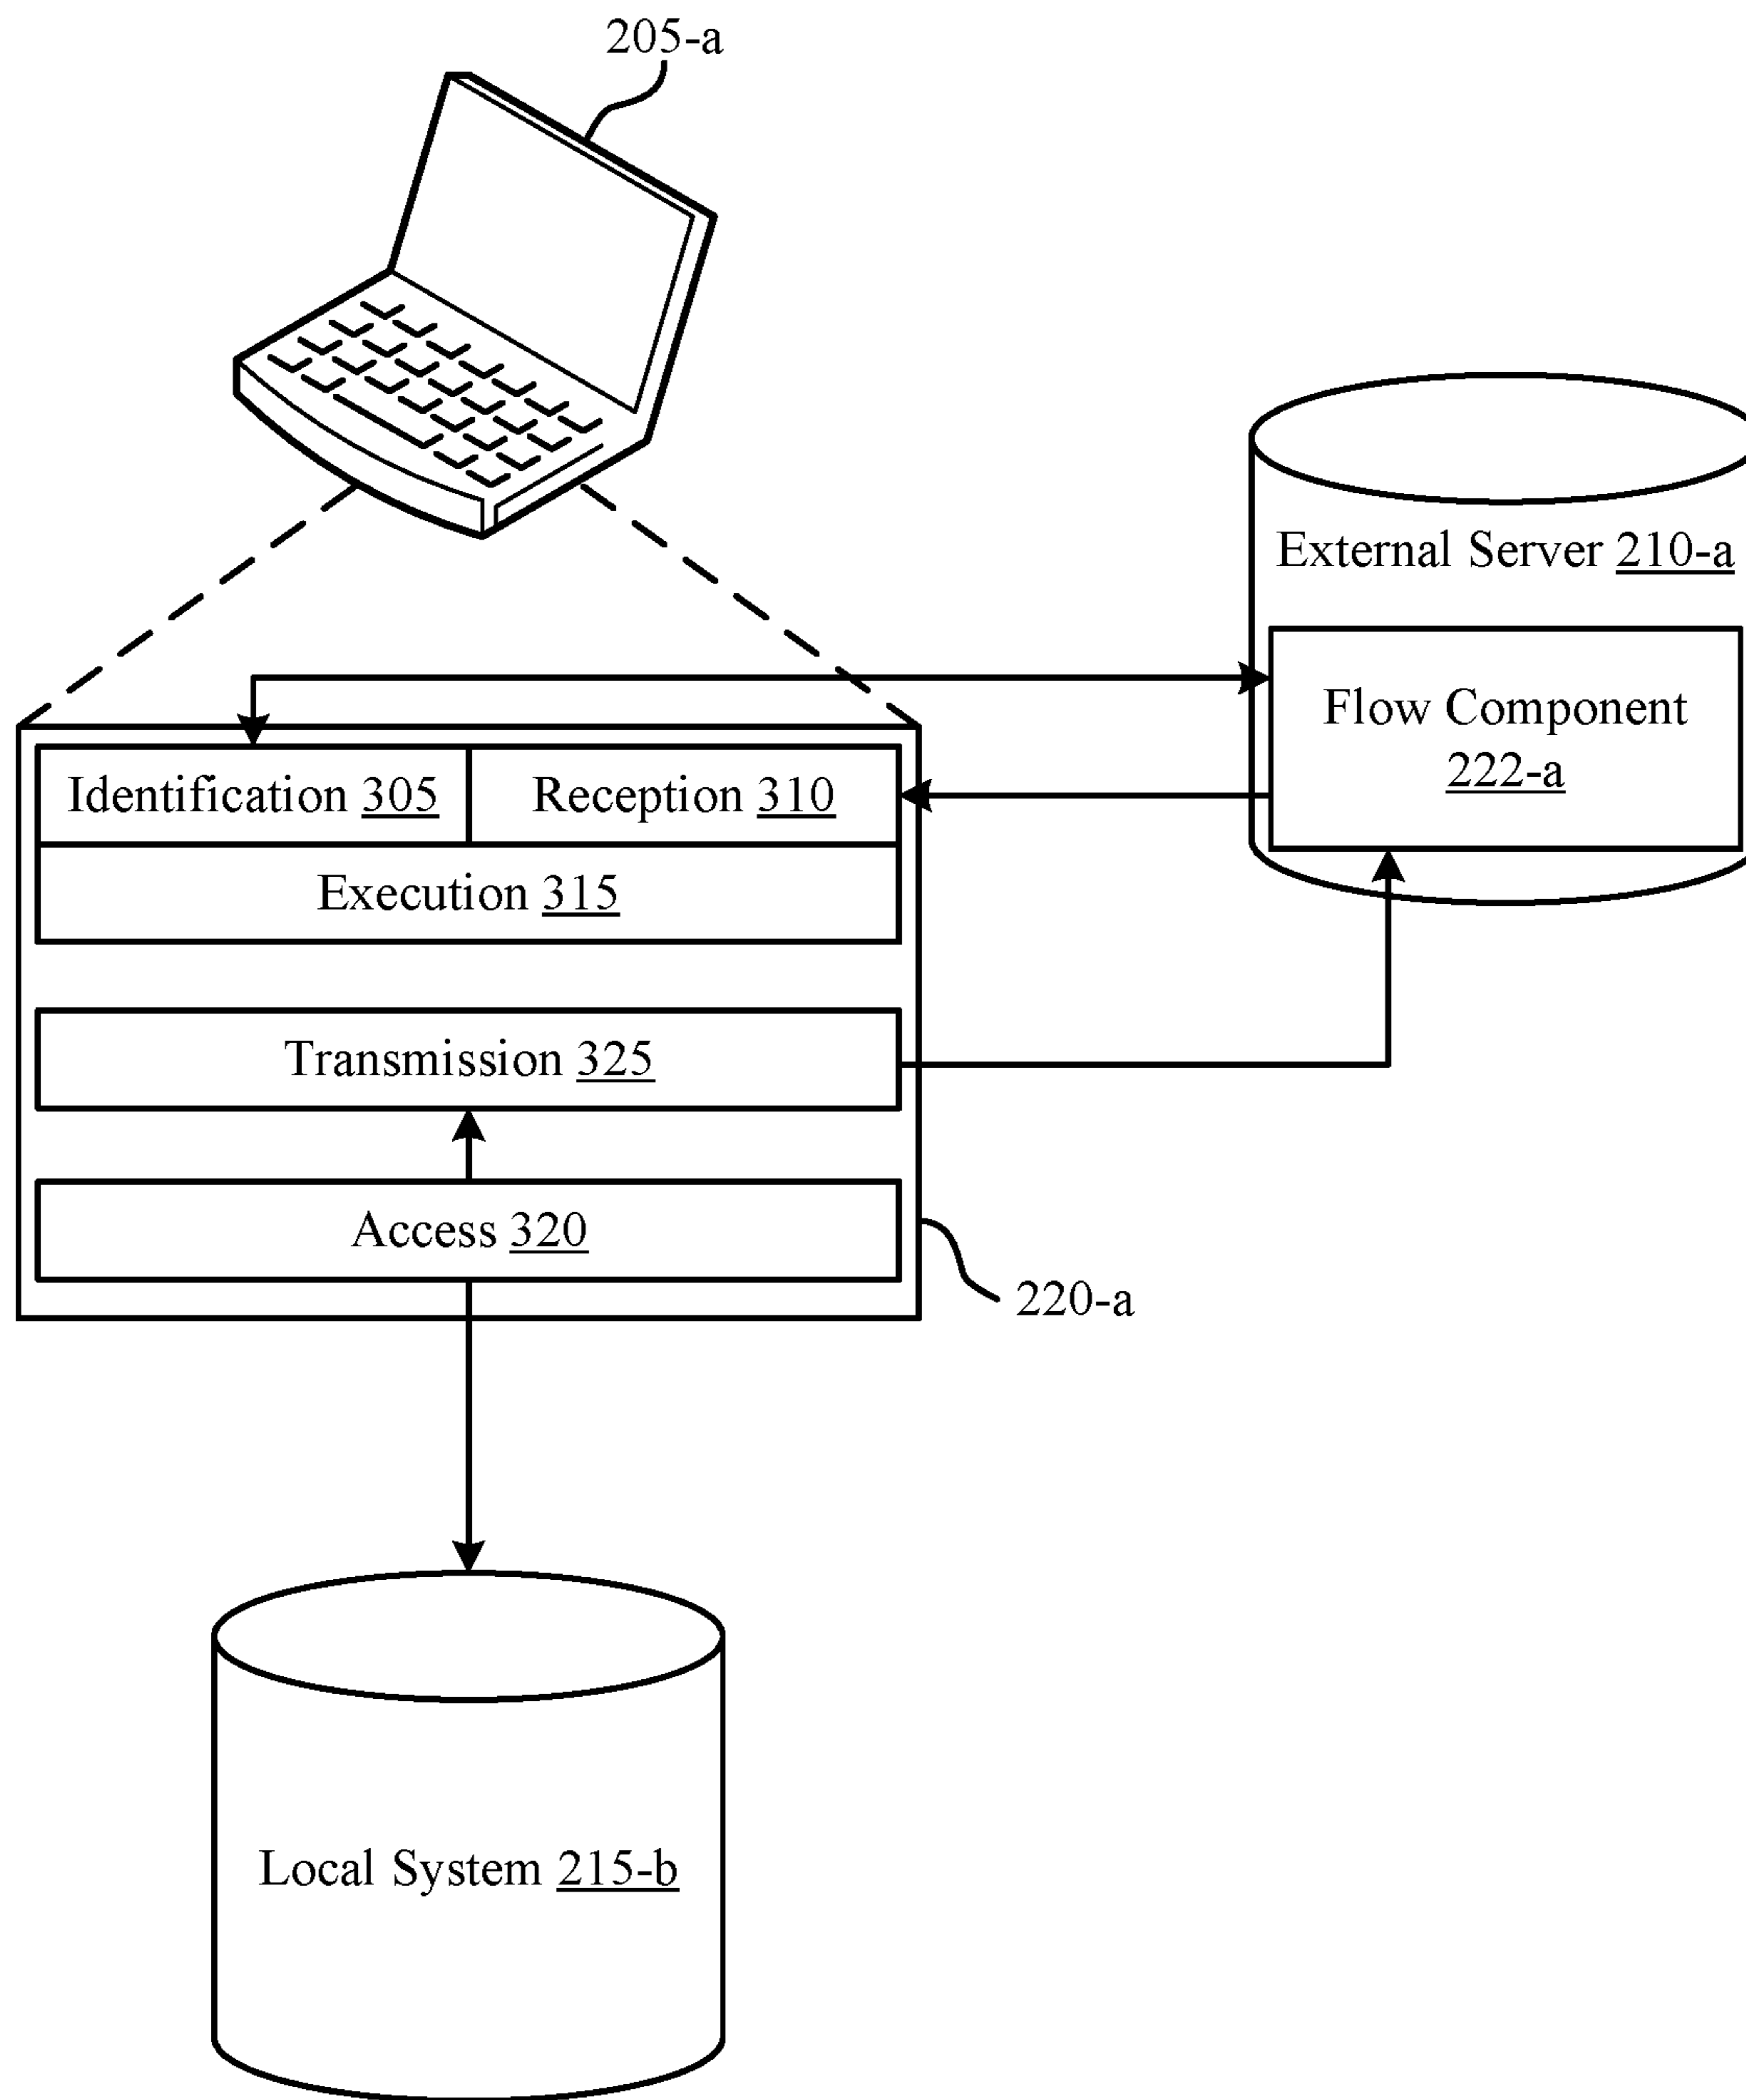 205-a
External Server 210-a
Flow Component
222-a
Identification 305
Reception 310
Execution 315
Transmission 325
Access 320
220-a
Local System 215-b